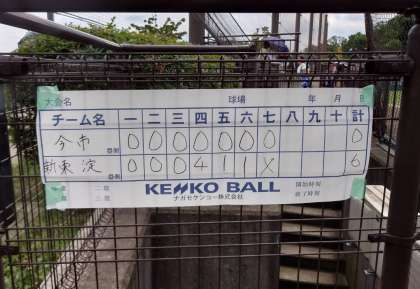 大会名 球場 年 月 日
チーム名 一 二 三 四 五 六 七 八 九 十 計
今市 0 0 0 0 0 0 0 0
新東淀 0 0 0 4 1 1 X 6
KENKO BALL 開始時刻
ナガセケンコー株式会社 終了時刻